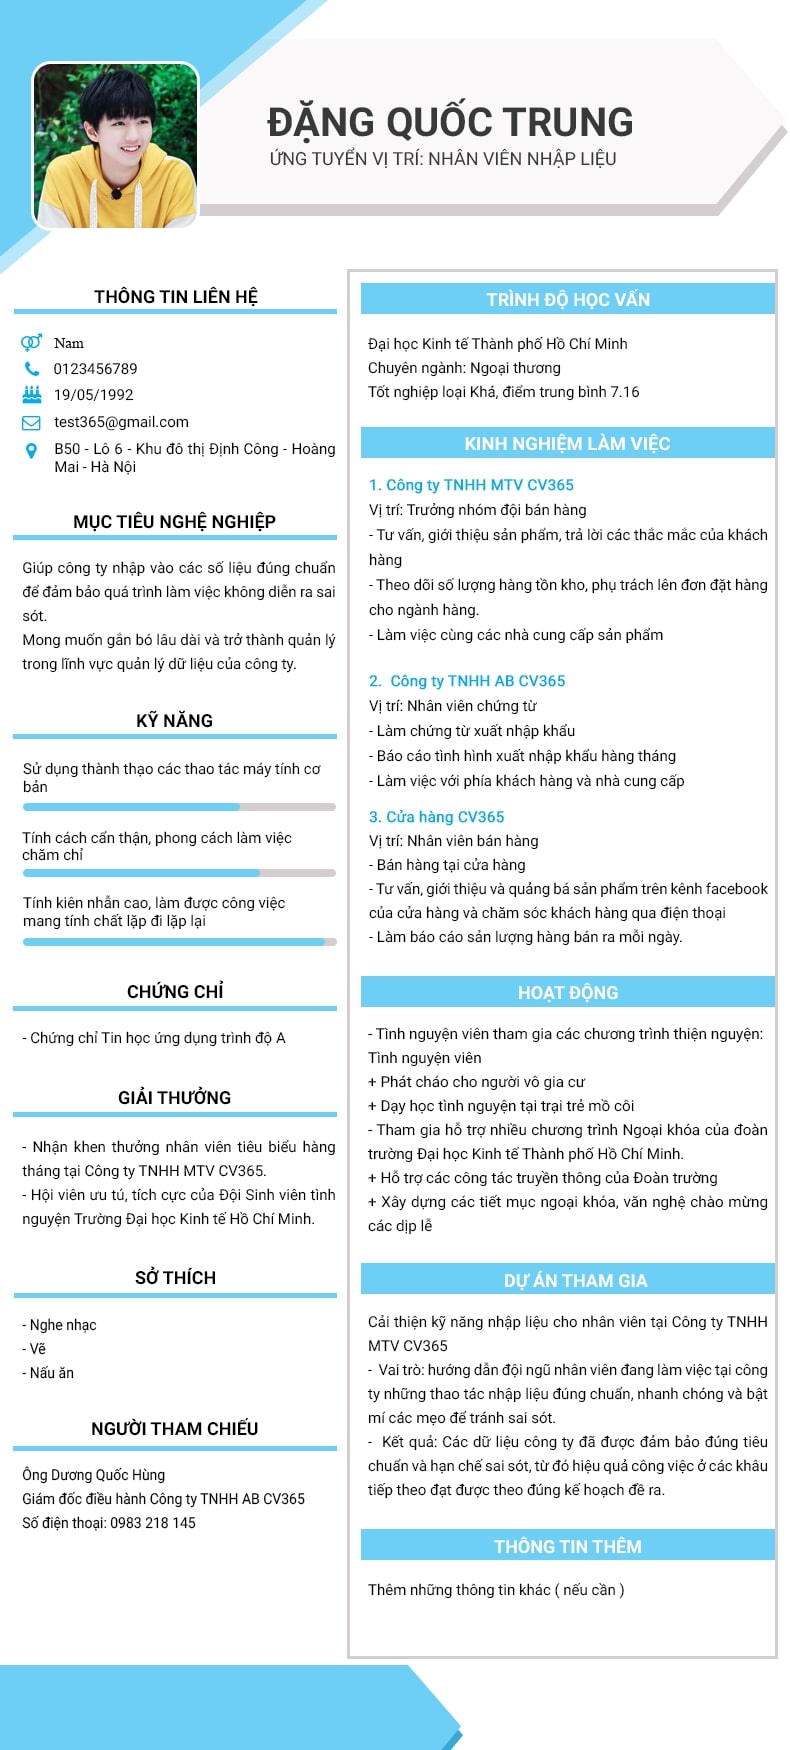 ĐẶNG QUỐC TRUNG
ỨNG TUYỂN VỊ TRÍ: NHÂN VIÊN NHẬP LIỆU
THÔNG TIN LIÊN HỆ
Nam
0123456789
19/05/1992
test365@gmail.com
B50 - Lô 6 - Khu đô thị Định Công - Hoàng
Mai - Hà Nội
MỤC TIÊU NGHỀ NGHIỆP
Giúp công ty nhập vào các số liệu đúng chuẩn
để đảm bảo quá trình làm việc không diễn ra sai
sót.
Mong muốn gắn bó lâu dài và trở thành quản lý
trong lĩnh vực quản lý dữ liệu của công ty.
KỸ NĂNG
Sử dụng thành thạo các thao tác máy tính cơ
bản
Tính cách cẩn thận, phong cách làm việc
chăm chỉ
Tính kiên nhẫn cao, làm được công việc
mang tính chất lặp đi lặp lại
CHỨNG CHỈ
- Chứng chỉ Tin học ứng dụng trình độ A
GIẢI THƯỞNG
- Nhận khen thưởng nhân viên tiêu biểu hàng
tháng tại Công ty TNHH MTV CV365.
- Hội viên ưu tú, tích cực của Đội Sinh viên tình
nguyện Trường Đại học Kinh tế Hồ Chí Minh.
SỞ THÍCH
- Nghe nhạc
- Vẽ
- Nấu ăn
NGƯỜI THAM CHIẾU
Ông Dương Quốc Hùng
Giám đốc điều hành Công ty TNHH AB CV365
Số điện thoại: 0983 218 145
TRÌNH ĐỘ HỌC VẤN
Đại học Kinh tế Thành phố Hồ Chí Minh
Chuyên ngành: Ngoại thương
Tốt nghiệp loại Khá, điểm trung bình 7.16
KINH NGHIỆM LÀM VIỆC
1. Công ty TNHH MTV CV365
Vị trí: Trưởng nhóm đội bán hàng
- Tư vấn, giới thiệu sản phẩm, trả lời các thắc mắc của khách
hàng
- Theo dõi số lượng hàng tồn kho, phụ trách lên đơn đặt hàng
cho ngành hàng.
- Làm việc cùng các nhà cung cấp sản phẩm
2. Công ty TNHH AB CV365
Vị trí: Nhân viên chứng từ
- Làm chứng từ xuất nhập khẩu
- Báo cáo tình hình xuất nhập khẩu hàng tháng
- Làm việc với phía khách hàng và nhà cung cấp
3. Cửa hàng CV365
Vị trí: Nhân viên bán hàng
- Bán hàng tại cửa hàng
- Tư vấn, giới thiệu và quảng bá sản phẩm trên kênh facebook
của cửa hàng và chăm sóc khách hàng qua điện thoại
- Làm báo cáo sản lượng hàng bán ra mỗi ngày.
HOẠT ĐỘNG
- Tình nguyện viên tham gia các chương trình thiện nguyện:
Tình nguyện viên
+ Phát cháo cho người vô gia cư
+ Dạy học tình nguyện tại trại trẻ mồ côi
- Tham gia hỗ trợ nhiều chương trình Ngoại khóa của đoàn
trường Đại học Kinh tế Thành phố Hồ Chí Minh.
+ Hỗ trợ các công tác truyền thông của Đoàn trường
+ Xây dựng các tiết mục ngoại khóa, văn nghệ chào mừng
các dịp lễ
DỰ ÁN THAM GIA
Cải thiện kỹ năng nhập liệu cho nhân viên tại Công ty TNHH
MTV CV365
- Vai trò: hướng dẫn đội ngũ nhân viên đang làm việc tại công
ty những thao tác nhập liệu đúng chuẩn, nhanh chóng và bật
mí các mẹo để tránh sai sót.
- Kết quả: Các dữ liệu công ty đã được đảm bảo đúng tiêu
chuẩn và hạn chế sai sót, từ đó hiệu quả công việc ở các khâu
tiếp theo đạt được theo đúng kế hoạch đề ra.
THÔNG TIN THÊM
Thêm những thông tin khác ( nếu cần )